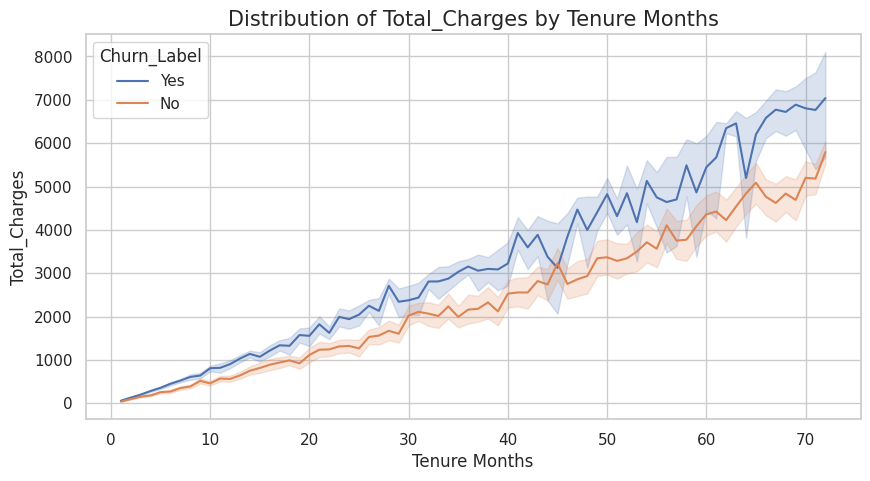 Distribution of Total_Charges by Tenure Months
Churn_Label
Yes
No
Total_Charges
8000
7000
6000
5000
4000
3000
2000
1000
0
0 10 20 30 40 50 60 70
Tenure Months